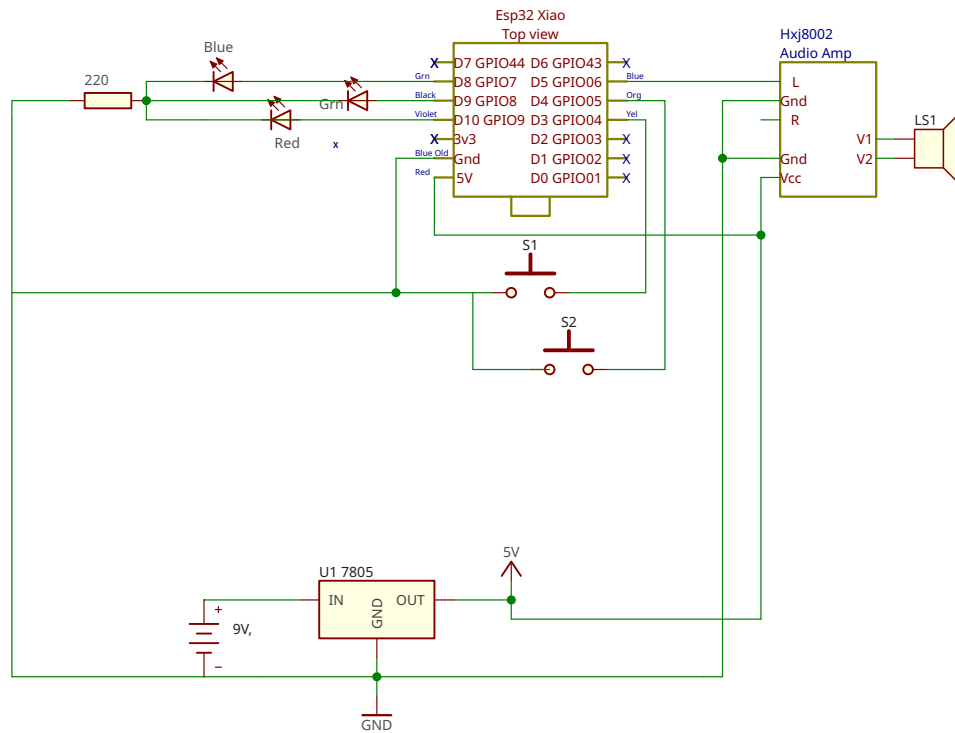 Esp32 Xiao
Top view
Hxj8002
Audio Amp
Blue
220
Grn
Red
x
Grn
Black
Violet
Blue Old
Red
X D7 GPIO44 D6 GPIO43 X
D8 GPIO7 D5 GPIO06
D9 GPIO8 D4 GPIO05
D10 GPIO9 D3 GPIO04
X 3v3 D2 GPIO03 X
Gnd D1 GPIO02 X
5V D0 GPIO01 X
Blue
Org
Yel
L
Gnd
R
V1
Gnd V2
Vcc
LS1
S1
S2
5V
U1 7805
IN GND OUT
+
9V,
−
GND